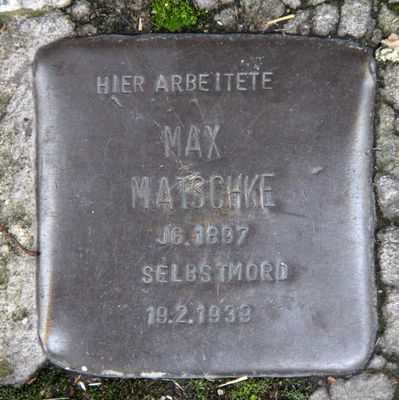 HIER ARBEITETE
MAX
MATSCHKE
JG. 1897
SELBSTMORD
19.2.1939